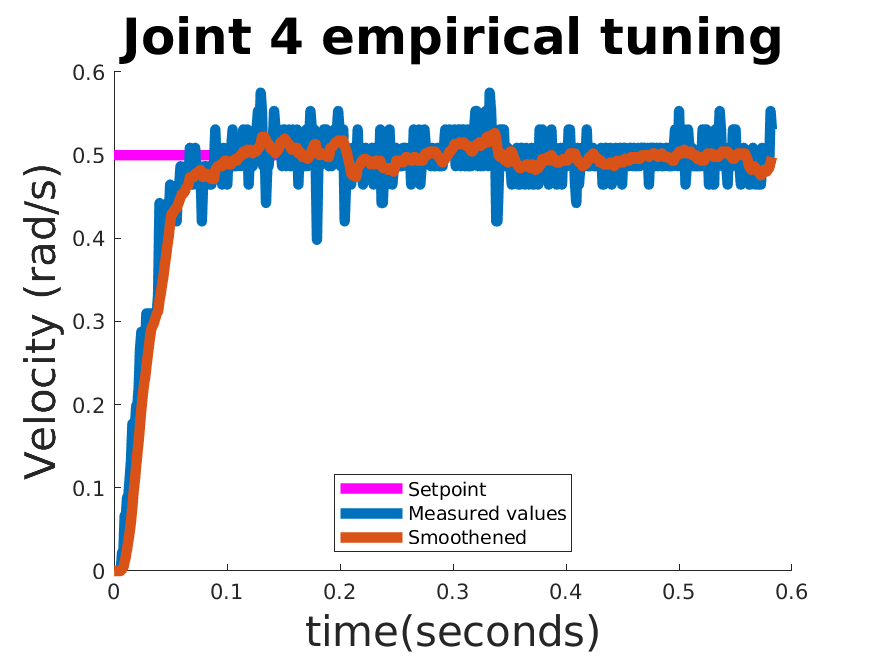 Joint 4 empirical tuning
Velocity (rad/s)
0.6
0.5
0.4
0.3
0.2
0.1
0
Setpoint
Measured values
Smoothened
0 0.1 0.2 0.3 0.4 0.5 0.6
time(seconds)